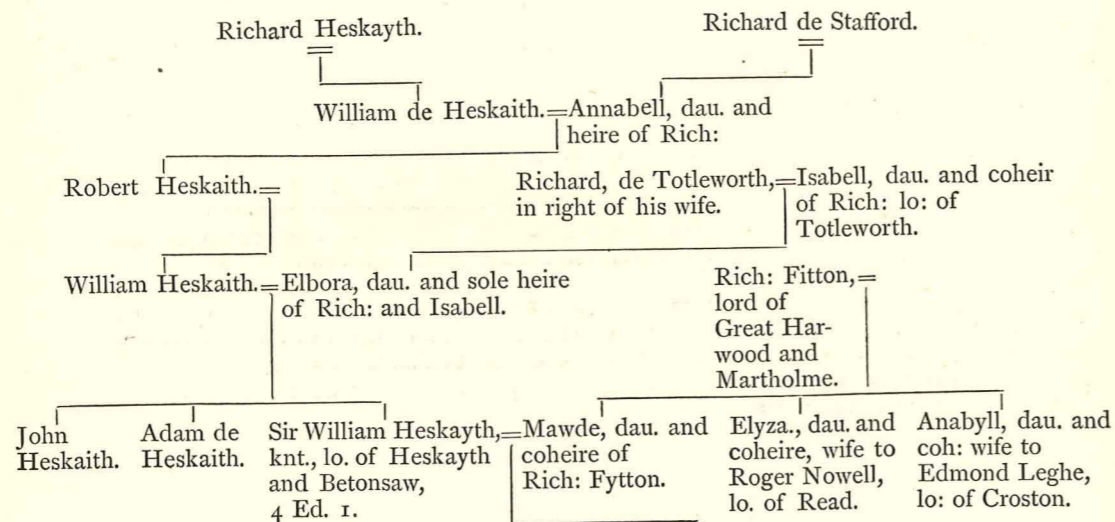 Richard Heskayth.
Richard de Stafford.
William de Heskaith.=Annabell, dau. and
heire of Rich:
Robert Heskaith.=
Richard, de Totleworth,=Isabell, dau. and coheir
in right of his wife.
of Rich: lo: of
Totleworth.
William Heskaith.=Elbora, dau. and sole heire
of Rich: and Isabell.
Rich: Fitton,=
lord of
Great Har-
wood and
Martholme.
John
Heskaith.
Adam de
Heskaith.
Sir William Heskayth,=Mawde, dau. and
knt., lo. of Heskayth
and Betonsaw,
4 Ed. 1.
coheire of
Rich: Fytton.
Elyza., dau. and
coheire, wife to
Roger Nowell,
lo. of Read.
Anabyll, dau. and
coh: wife to
Edmond Leghe,
lo: of Croston.